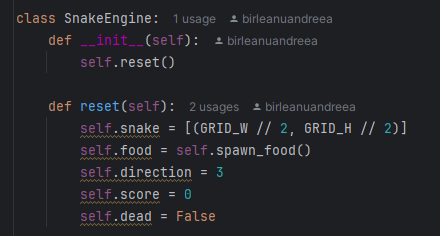 class SnakeEngine: 1 usage birleanuandreea
def __init__(self): birleanuandreea
self.reset()
def reset(self): 2 usages birleanuandreea
self.snake = [(GRID_W // 2, GRID_H // 2)]
self.food = self.spawn_food()
self.direction = 3
self.score = 0
self.dead = False